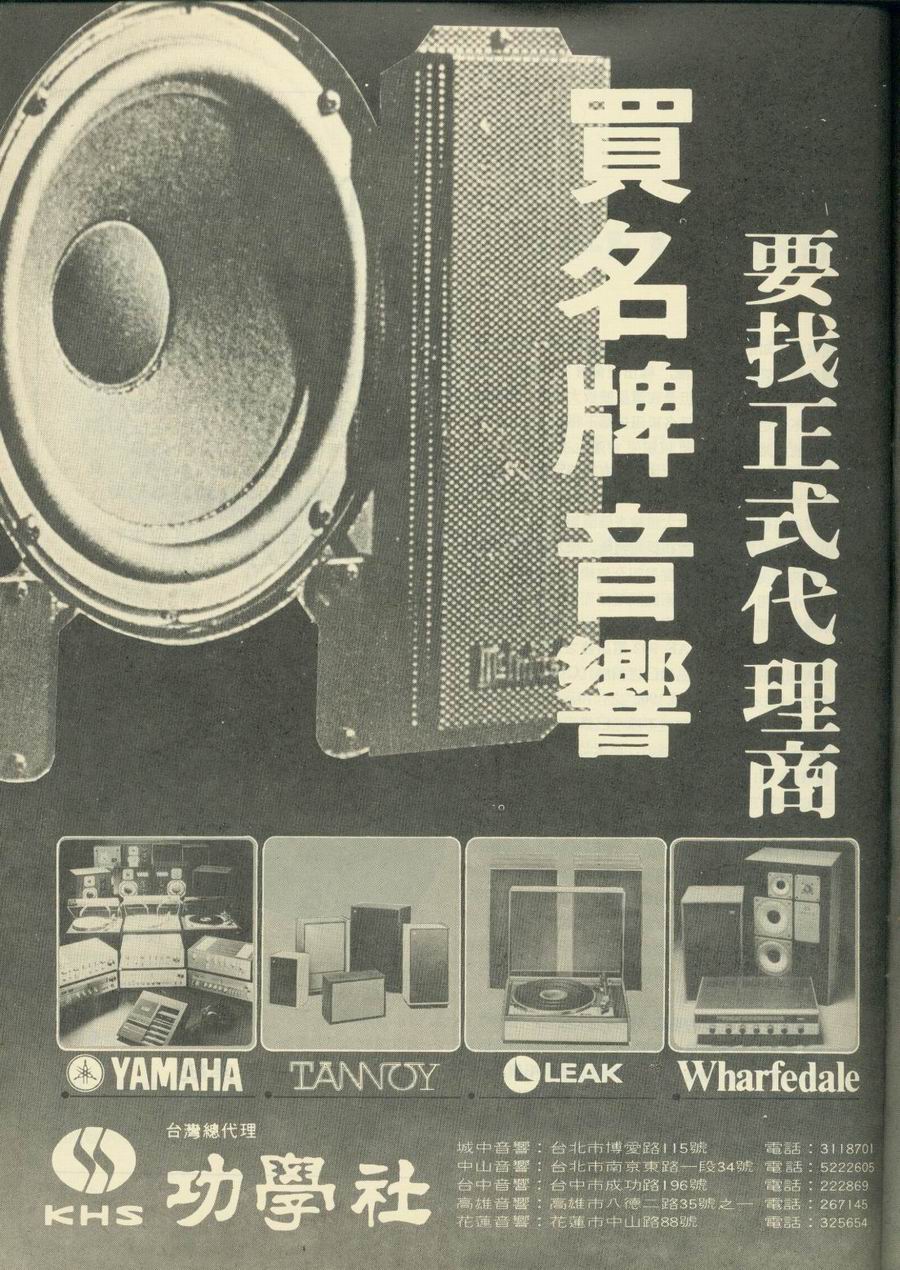 要找正式代理商
買名牌音響
YAMAHA
TANNOY
LEAK
Wharfedale
KHS
台灣總代理
功學社
城中音響：台北市博愛路115號 電話：3118701
中山音響：台北市南京東路一段34號 電話：5222605
台中音響：台中市成功路196號 電話：222869
高雄音響：高雄市八德二路35號之一 電話：267145
花蓮音響：花蓮市中山路88號 電話：325654